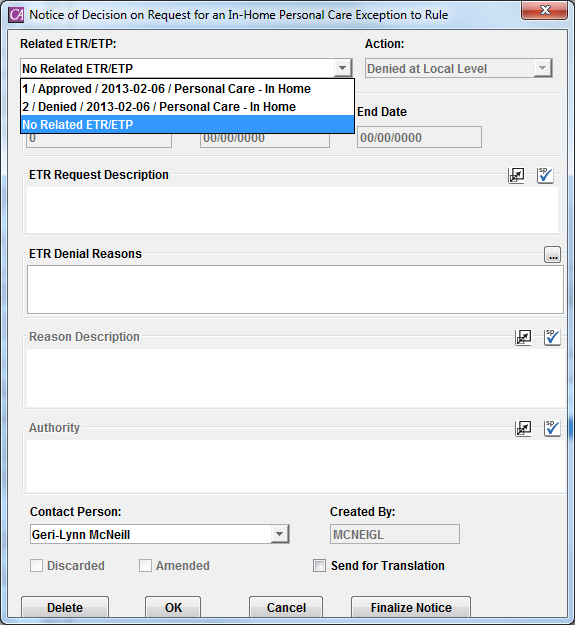 Notice of Decision on Request for an In-Home Personal Care Exception to Rule
Related ETR/ETP: Action:
No Related ETR/ETP Denied at Local Level
1 / Approved / 2013-02-06 / Personal Care - In Home
2 / Denied / 2013-02-06 / Personal Care - In Home
No Related ETR/ETP
End Date
0 00/00/0000 00/00/0000
ETR Request Description
ETR Denial Reasons ...
Reason Description
Authority
Contact Person: Created By:
Geri-Lynn McNeill MCNEIGL
Discarded Amended Send for Translation
Delete OK Cancel Finalize Notice